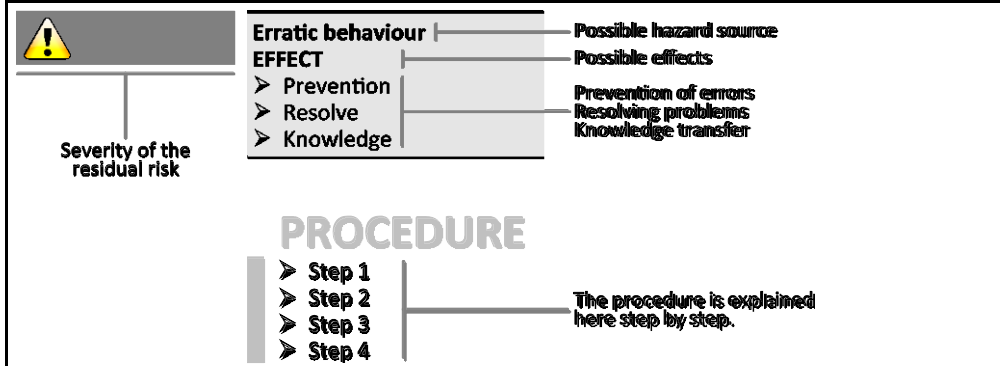 Erratic behaviour
Possible hazard source
EFFECT
Possible effects
➤ Prevention
➤ Resolve
➤ Knowledge
Prevention of errors
Resolving problems
Knowledge transfer
Severity of the
residual risk
PROCEDURE
➤ Step 1
➤ Step 2
➤ Step 3
➤ Step 4
The procedure is explained
here step by step.